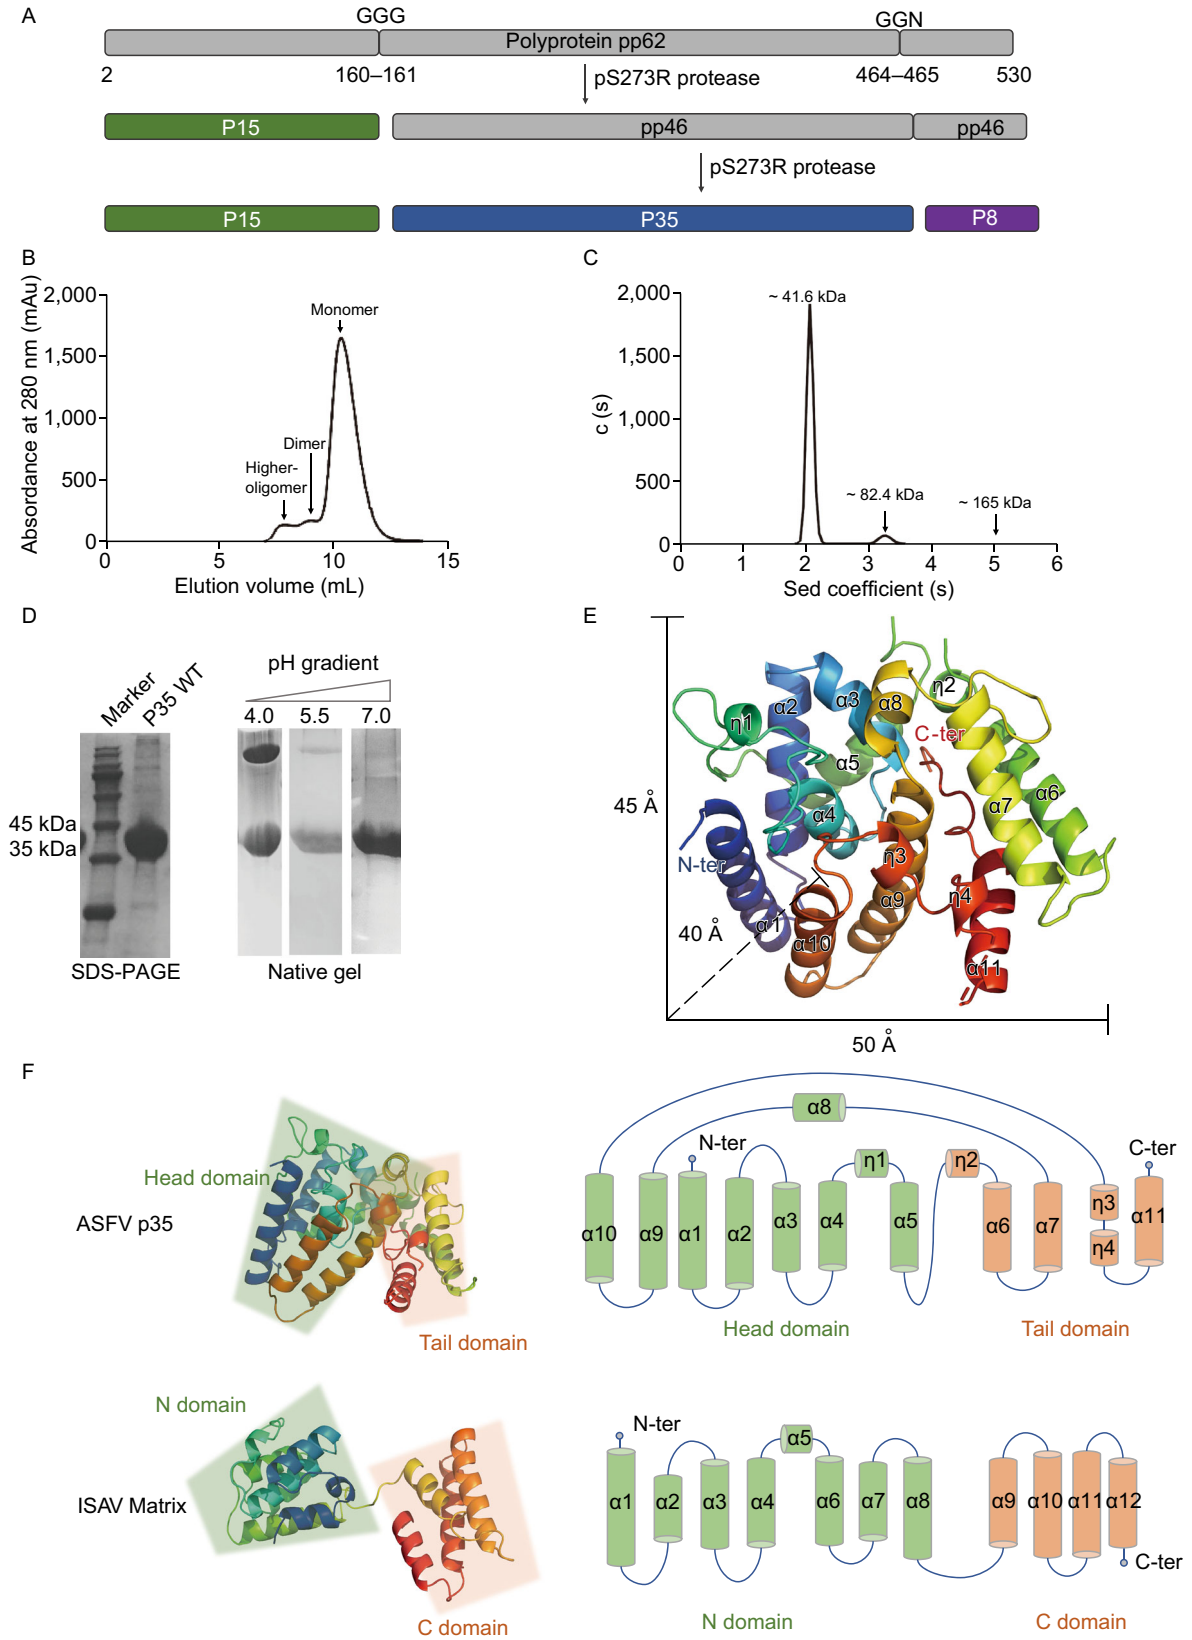 A
GGG
GGN
Polyprotein pp62
2
160–161
464–465
530
pS273R protease
P15
pp46
pp46
pS273R protease
P15
P35
P8
B
Absordance at 280 nm (mAu)
2,000
1,500
1,000
500
0
Monomer
Dimer
Higher-
oligomer
0
5
10
15
Elution volume (mL)
C
c (s)
2,000
1,500
1,000
500
0
~ 41.6 kDa
~ 82.4 kDa
~ 165 kDa
0
1
2
3
4
5
6
Sed coefficient (s)
D
Marker
P35 WT
45 kDa
35 kDa
SDS-PAGE
pH gradient
4.0
5.5
7.0
Native gel
E
45 Å
40 Å
50 Å
η1
α2
α3
α8
η2
C-ter
α5
α4
α7
α6
N-ter
η3
α1
α10
α9
η4
α11
F
ASFV p35
Head domain
Tail domain
α8
N-ter
C-ter
η1
η2
α10
α9
α1
α2
α3
α4
α5
α6
α7
η3
η4
α11
Head domain
Tail domain
ISAV Matrix
N domain
C domain
N-ter
α5
α1
α2
α3
α4
α6
α7
α8
α9
α10
α11
α12
C-ter
N domain
C domain